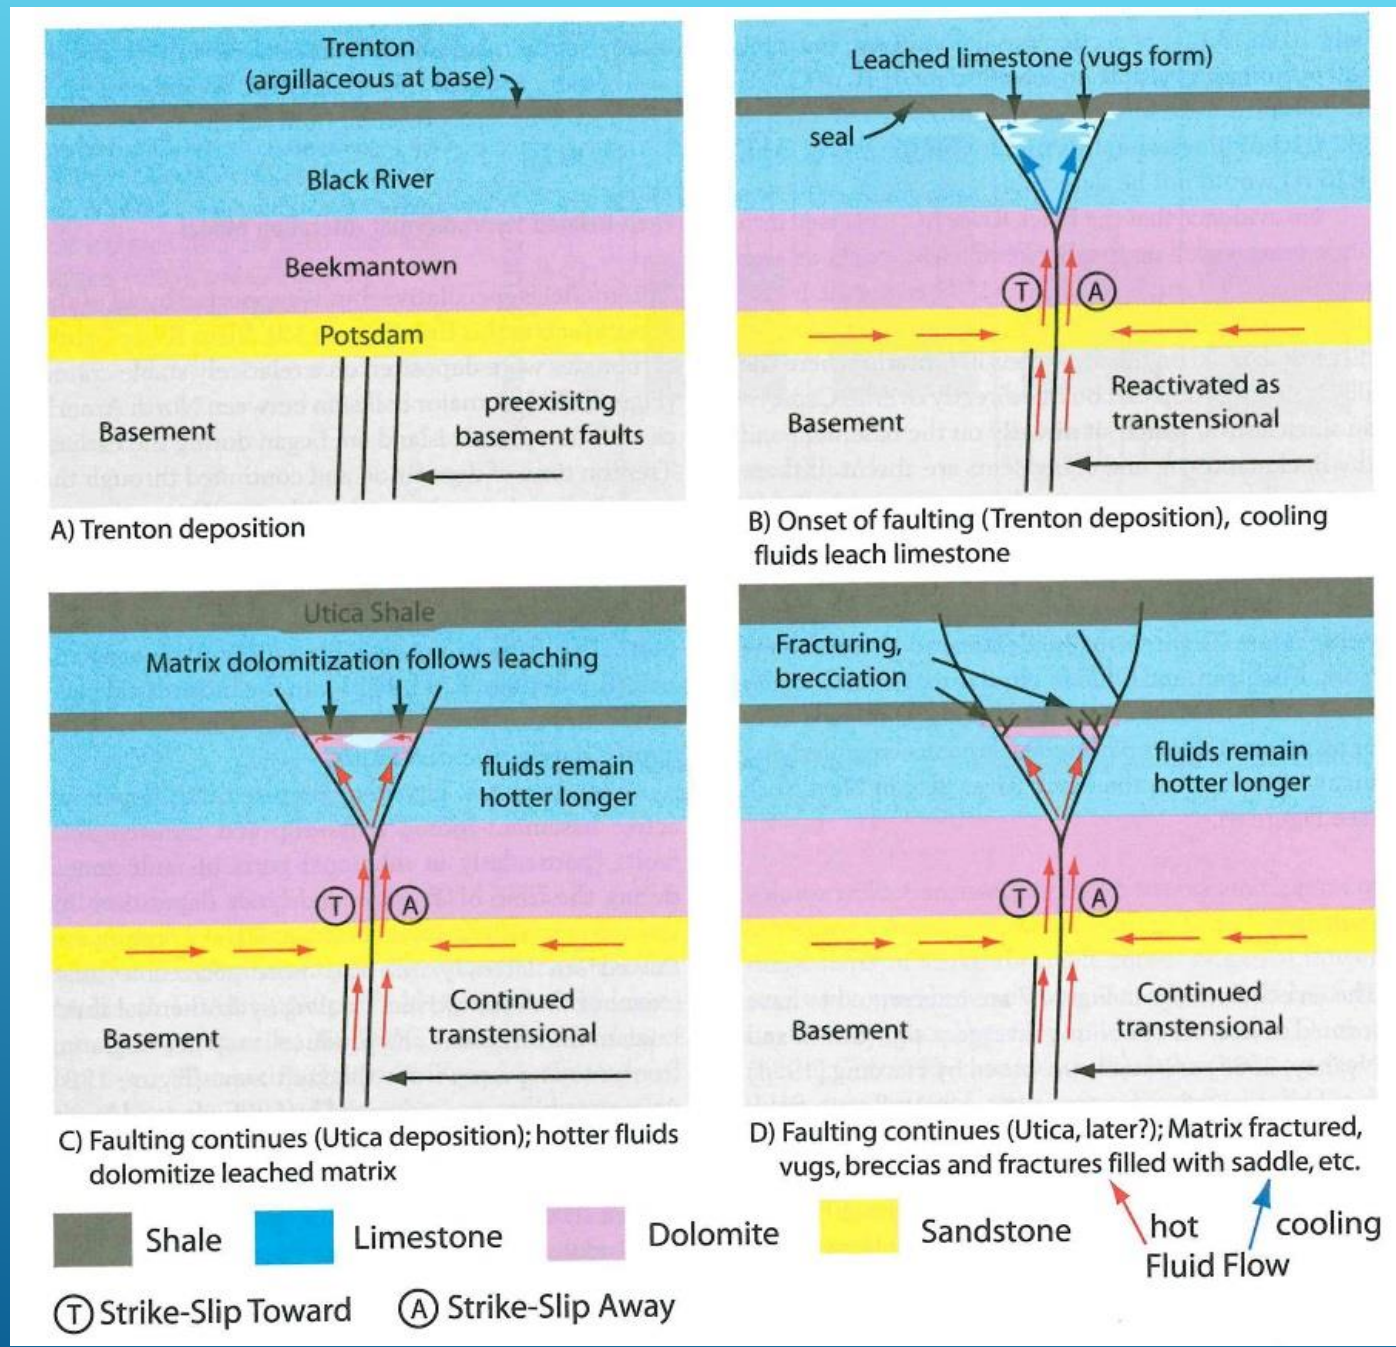 Trenton
(argillaceous at base)
Black River
Beekmantown
Potsdam
preexisitng
basement faults
Basement
A) Trenton deposition
Leached limestone (vugs form)
seal
T
A
Reactivated as
transtensional
Basement
B) Onset of faulting (Trenton deposition), cooling
fluids leach limestone
Utica Shale
Matrix dolomitization follows leaching
fluids remain
hotter longer
T
A
Continued
transtensional
Basement
C) Faulting continues (Utica deposition); hotter fluids
dolomitize leached matrix
Fracturing,
brecciation
fluids remain
hotter longer
T
A
Continued
transtensional
Basement
D) Faulting continues (Utica, later?); Matrix fractured,
vugs, breccias and fractures filled with saddle, etc.
Shale
Limestone
Dolomite
Sandstone
hot
cooling
Fluid Flow
T Strike-Slip Toward
A Strike-Slip Away